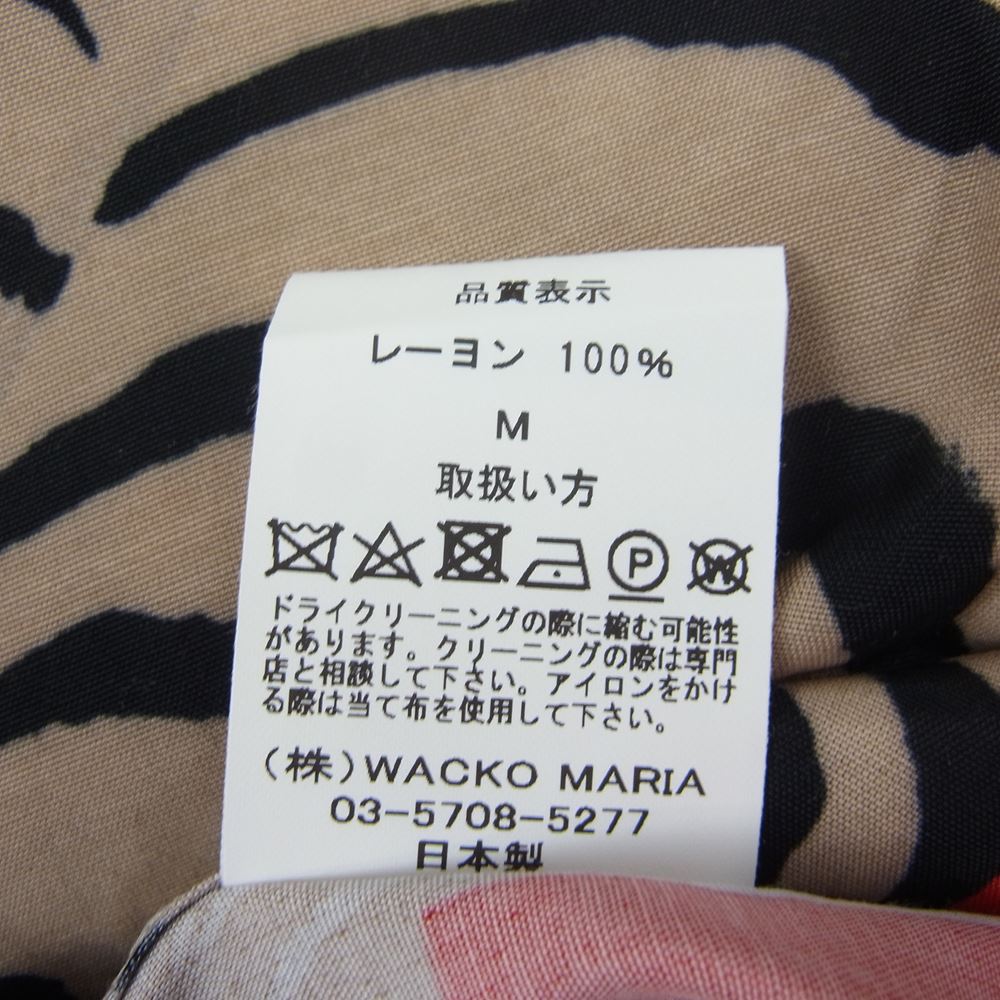 品質表示
レーヨン 100%
M
取扱い方
P W
ドライクリーニングの際に縮む可能性
があります。クリーニングの際は専門
店と相談して下さい。アイロンをかけ
る際は当て布を使用して下さい。
(株)WACKO MARIA
03-5708-5277
日本製